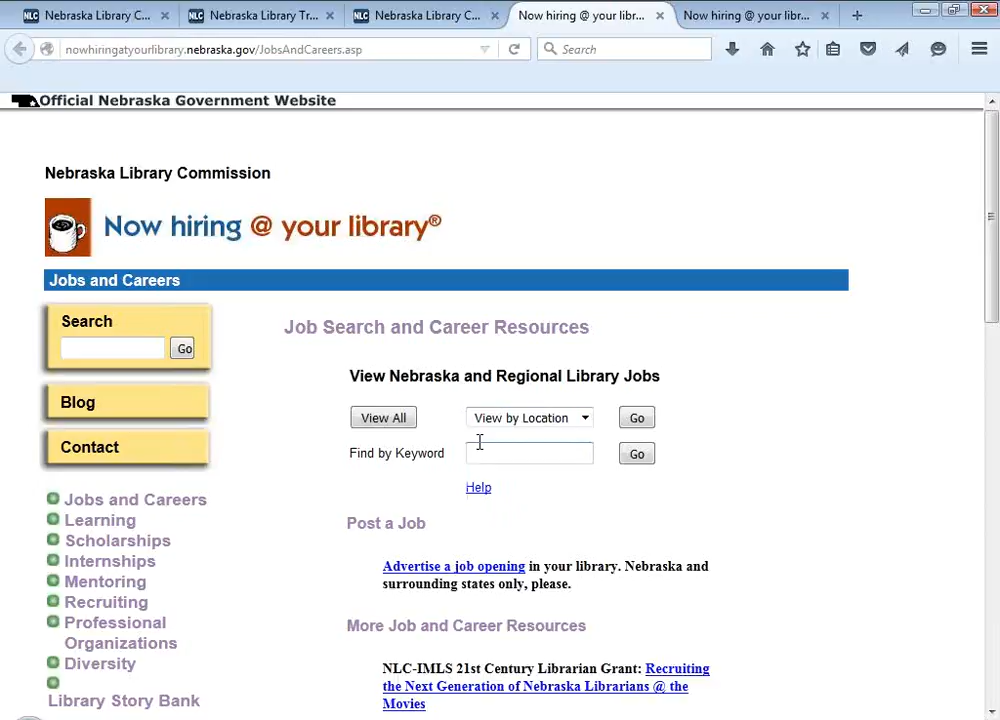 NLC Nebraska Library C... ×
NLC Nebraska Library Tr... ×
NLC Nebraska Library C... ×
Now hiring @ your libr... ×
Now hiring @ your libr... ×
nowhiringatyourlibrary.nebraska.gov/JobsAndCareers.asp
Search
Official Nebraska Government Website
Nebraska Library Commission
Now hiring @ your library®
Jobs and Careers
Search
Go
Blog
Contact
Jobs and Careers
Learning
Scholarships
Internships
Mentoring
Recruiting
Professional
Organizations
Diversity
Library Story Bank
Job Search and Career Resources
View Nebraska and Regional Library Jobs
View All View by Location Go
Find by Keyword Go
Help
Post a Job
Advertise a job opening in your library. Nebraska and
surrounding states only, please.
More Job and Career Resources
NLC-IMLS 21st Century Librarian Grant: Recruiting
the Next Generation of Nebraska Librarians @ the
Movies